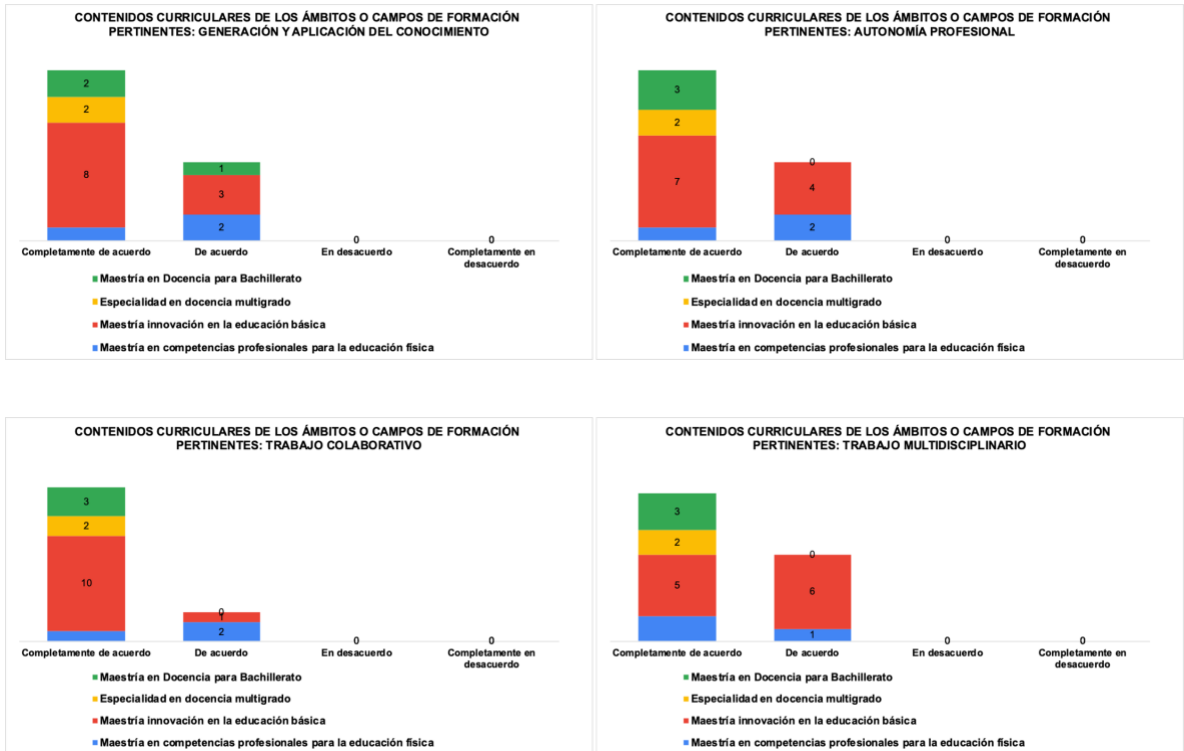 CONTENIDOS CURRICULARES DE LOS ÁMBITOS O CAMPOS DE FORMACIÓN
PERTINENTES: GENERACIÓN Y APLICACIÓN DEL CONOCIMIENTO
2
2
8
1
3
2
0
0
Completamente de acuerdo
De acuerdo
En desacuerdo
Completamente en
desacuerdo
Maestría en Docencia para Bachillerato
Especialidad en docencia multigrado
Maestría innovación en la educación básica
Maestría en competencias profesionales para la educación física
CONTENIDOS CURRICULARES DE LOS ÁMBITOS O CAMPOS DE FORMACIÓN
PERTINENTES: AUTONOMÍA PROFESIONAL
3
2
7
0
4
2
0
0
Completamente de acuerdo
De acuerdo
En desacuerdo
Completamente en
desacuerdo
Maestría en Docencia para Bachillerato
Especialidad en docencia multigrado
Maestría innovación en la educación básica
Maestría en competencias profesionales para la educación física
CONTENIDOS CURRICULARES DE LOS ÁMBITOS O CAMPOS DE FORMACIÓN
PERTINENTES: TRABAJO COLABORATIVO
3
2
10
0
1
2
0
0
Completamente de acuerdo
De acuerdo
En desacuerdo
Completamente en
desacuerdo
Maestría en Docencia para Bachillerato
Especialidad en docencia multigrado
Maestría innovación en la educación básica
Maestría en competencias profesionales para la educación física
CONTENIDOS CURRICULARES DE LOS ÁMBITOS O CAMPOS DE FORMACIÓN
PERTINENTES: TRABAJO MULTIDISCIPLINARIO
3
2
5
0
6
1
0
0
Completamente de acuerdo
De acuerdo
En desacuerdo
Completamente en
desacuerdo
Maestría en Docencia para Bachillerato
Especialidad en docencia multigrado
Maestría innovación en la educación básica
Maestría en competencias profesionales para la educación física